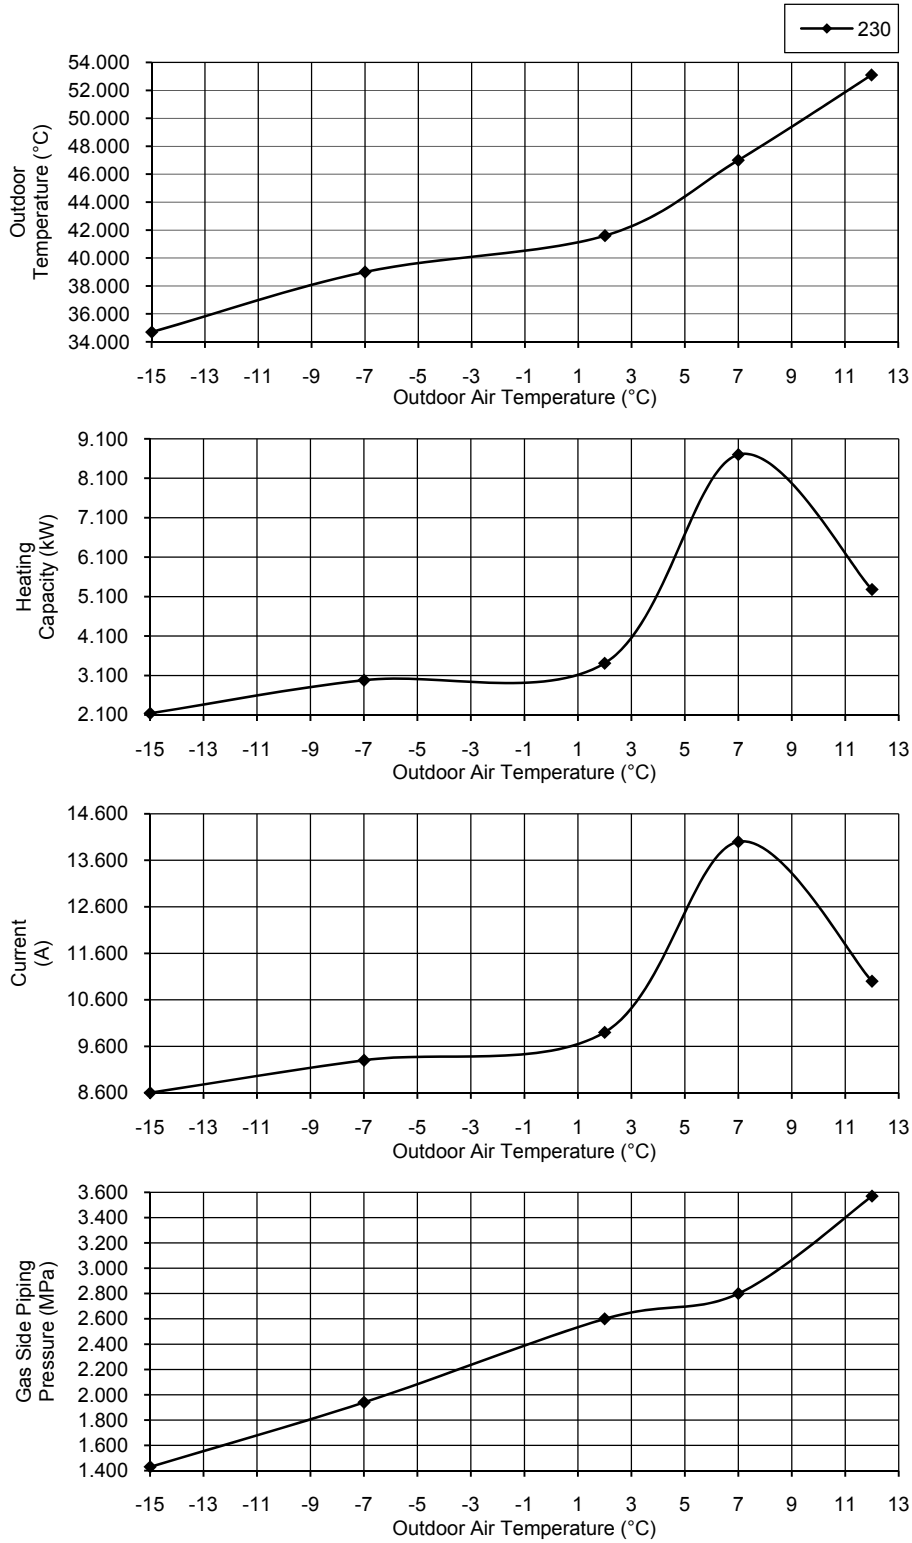 230
54.000
52.000
50.000
48.000
46.000
44.000
42.000
40.000
38.000
36.000
34.000
Outdoor
Temperature (°C)
-15 -13 -11 -9 -7 -5 -3 -1 1 3 5 7 9 11 13
Outdoor Air Temperature (°C)
9.100
8.100
7.100
6.100
5.100
4.100
3.100
2.100
Heating
Capacity (kW)
-15 -13 -11 -9 -7 -5 -3 -1 1 3 5 7 9 11 13
Outdoor Air Temperature (°C)
14.600
13.600
12.600
11.600
10.600
9.600
8.600
Current
(A)
-15 -13 -11 -9 -7 -5 -3 -1 1 3 5 7 9 11 13
Outdoor Air Temperature (°C)
3.600
3.400
3.200
3.000
2.800
2.600
2.400
2.200
2.000
1.800
1.600
1.400
Gas Side Piping
Pressure (MPa)
-15 -13 -11 -9 -7 -5 -3 -1 1 3 5 7 9 11 13
Outdoor Air Temperature (°C)